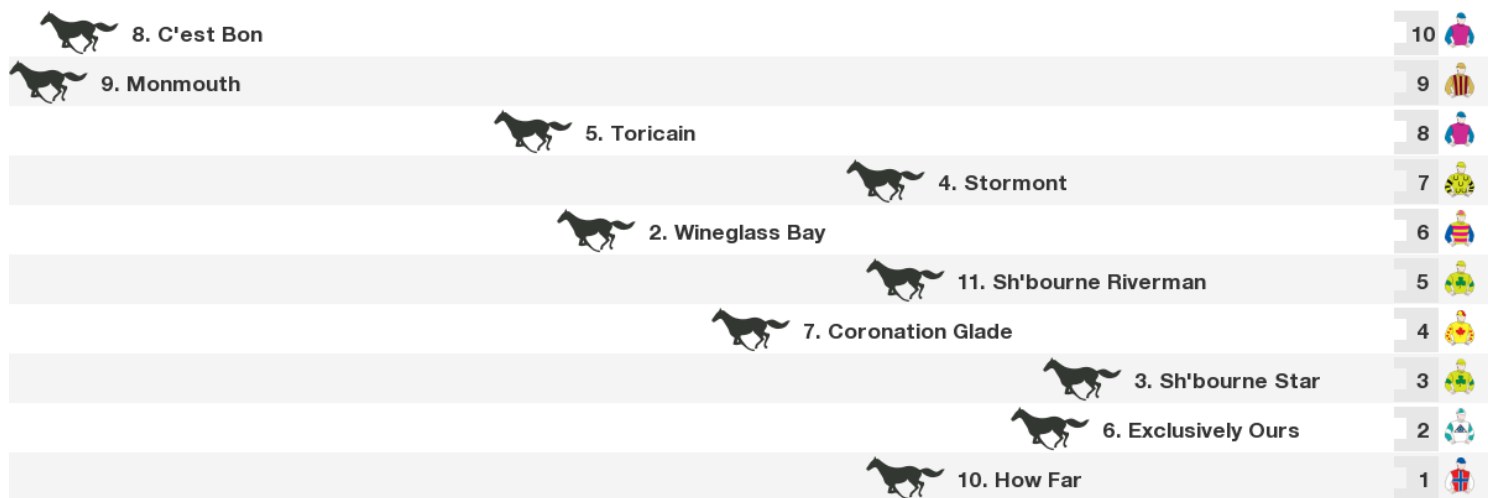 8. C'est Bon 10
9. Monmouth 9
5. Toricain 8
4. Stormont 7
2. Wineglass Bay 6
11. Sh'bourne Riverman 5
7. Coronation Glade 4
3. Sh'bourne Star 3
6. Exclusively Ours 2
10. How Far 1